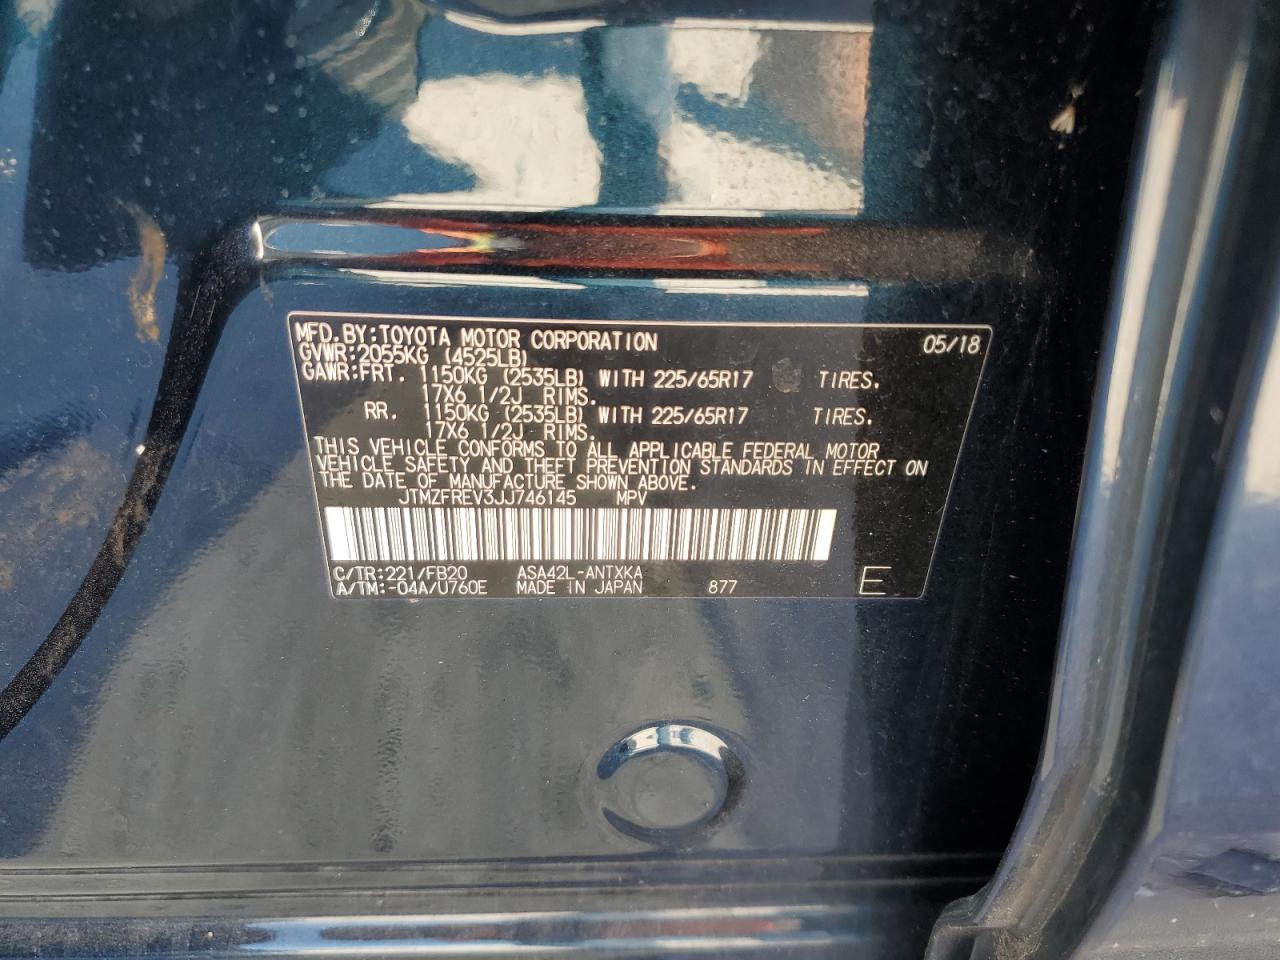 MFD.BY:TOYOTA MOTOR CORPORATION 05/18
GVWR:2055KG (4525LB)
GAWR:FRT. 1150KG (2535LB) WITH 225/65R17 TIRES.
17X6 1/2J RIMS.
RR. 1150KG (2535LB) WITH 225/65R17 TIRES.
17X6 1/2J RIMS.
THIS VEHICLE CONFORMS TO ALL APPLICABLE FEDERAL MOTOR
VEHICLE SAFETY AND THEFT PREVENTION STANDARDS IN EFFECT ON
THE DATE OF MANUFACTURE SHOWN ABOVE.
JTMZFREV3JJ746145 MPV
C/TR:221/FB20 ASA42L-ANTXKA
A/TM:-04A/U760E MADE IN JAPAN 877 E